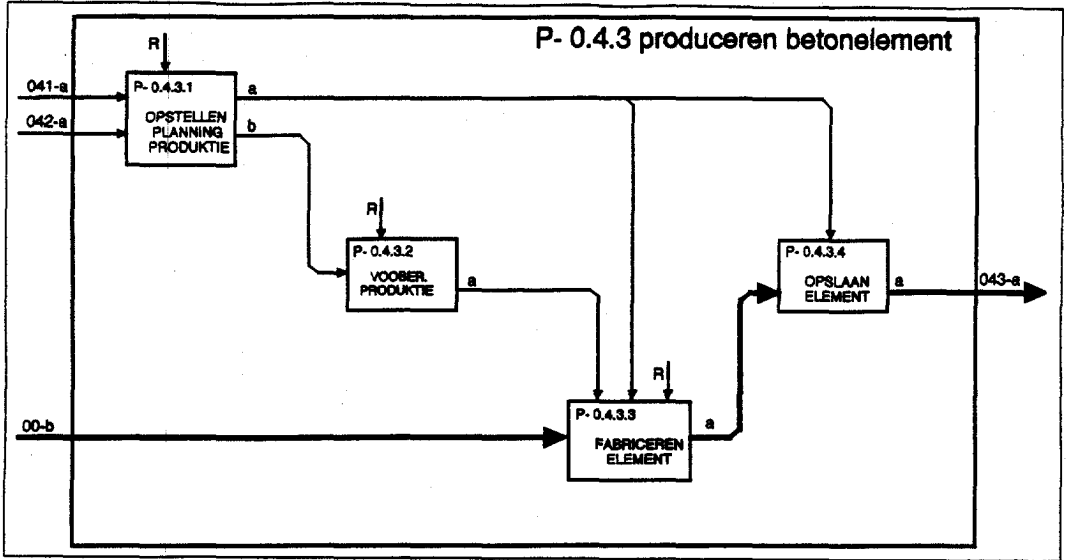 P- 0.4.3 produceren betonelement
R
041-a
042-a
P- 0.4.3.1
OPSTELLEN
PLANNING
PRODUKTIE
a
b
R
P- 0.4.3.2
VOOBER.
PRODUKTIE
a
P- 0.4.3.4
OPSLAAN
ELEMENT
a
043-a
R
00-b
P- 0.4.3.3
FABRICEREN
ELEMENT
a